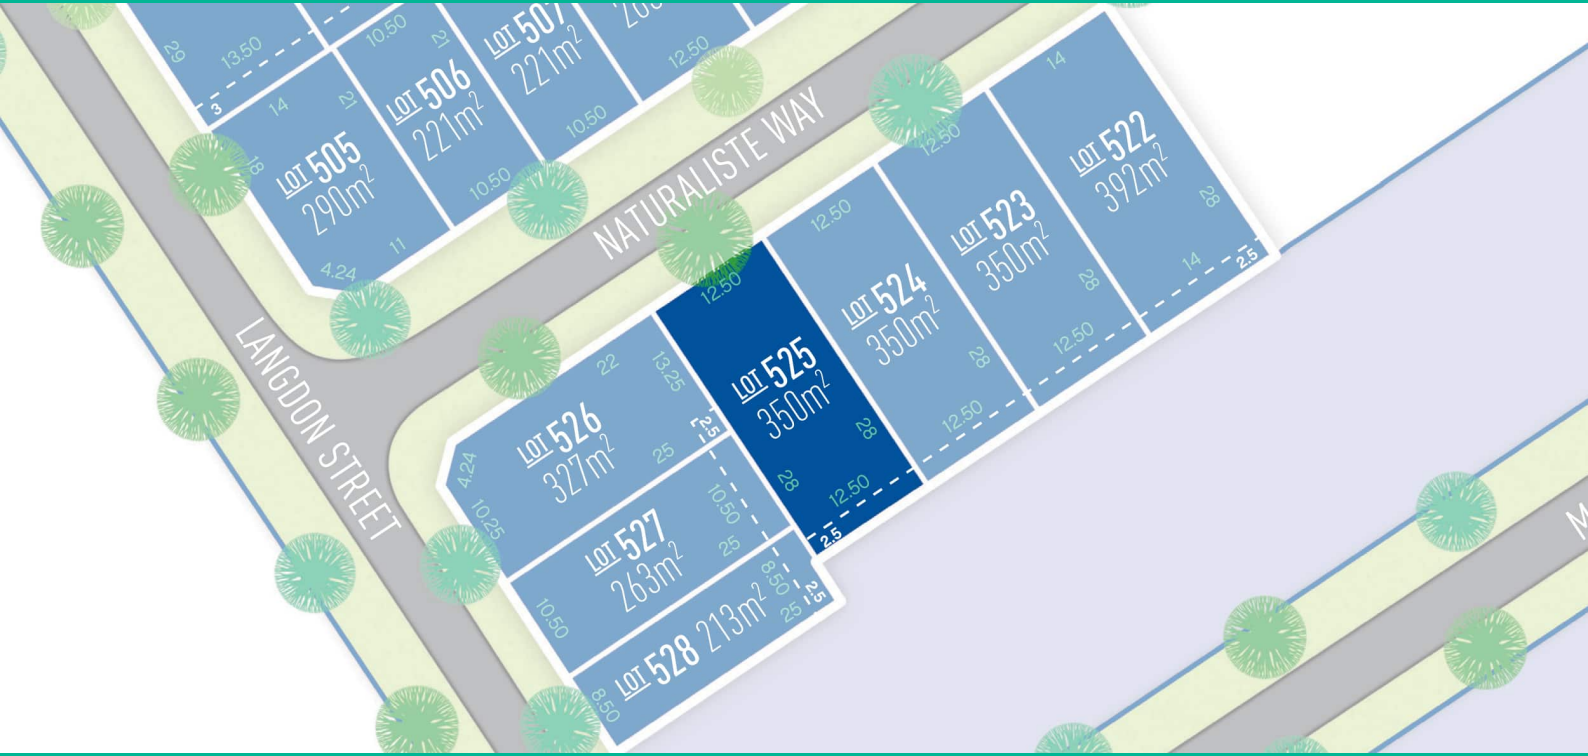 29
13.50
3
10.50
21
LOT 507
221m²
12.50
10.50
LOT 506
221m²
10.50
14
21
18
LOT 505
290m²
11
4.24
NATURALISTE WAY
LANGDON STREET
14
LOT 522
392m²
28
14
2.5
12.50
LOT 523
350m²
28
12.50
12.50
LOT 524
350m²
28
12.50
12.50
LOT 525
350m²
28
28
12.50
2.5
22
13.25
LOT 526
327m²
2.5
25
4.24
10.25
LOT 527
263m²
10.50
25
10.50
LOT 528 213m²
8.50
2.5
25
8.50